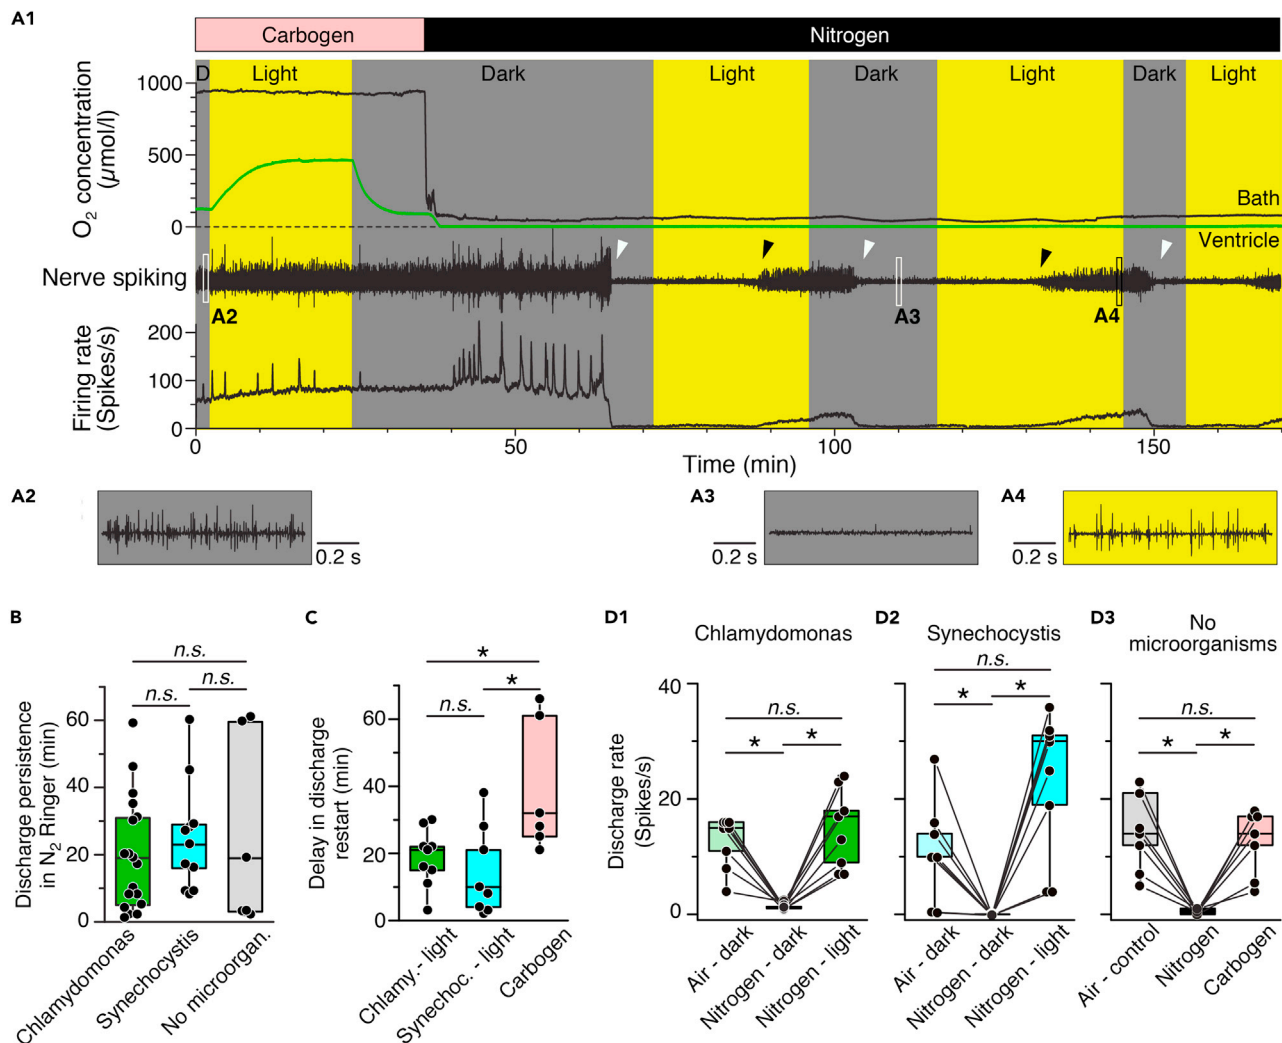 A1
Carbogen
Nitrogen
D
Light
Dark
Light
Dark
Light
Dark
Light
O2 concentration
(µmol/l)
1000
500
0
Bath
Ventricle
Nerve spiking
A2
A3
A4
Firing rate
(Spikes/s)
200
100
0
0
50
100
150
Time (min)
A2
0.2 s
A3
0.2 s
A4
0.2 s
B
n.s.
n.s.
n.s.
Discharge persistence
in N2 Ringer (min)
60
40
20
0
Chlamydomonas
Synechocystis
No microorgan.
C
*
*
n.s.
Delay in discharge
restart (min)
60
40
20
0
Chlamy.- light
Synechoc. - light
Carbogen
D1
Chlamydomonas
n.s.
*
*
Discharge rate
(Spikes/s)
40
20
0
Air - dark
Nitrogen - dark
Nitrogen - light
D2
Synechocystis
n.s.
*
*
Air - dark
Nitrogen - dark
Nitrogen - light
D3
No
microorganisms
n.s.
*
*
Air - control
Nitrogen
Carbogen